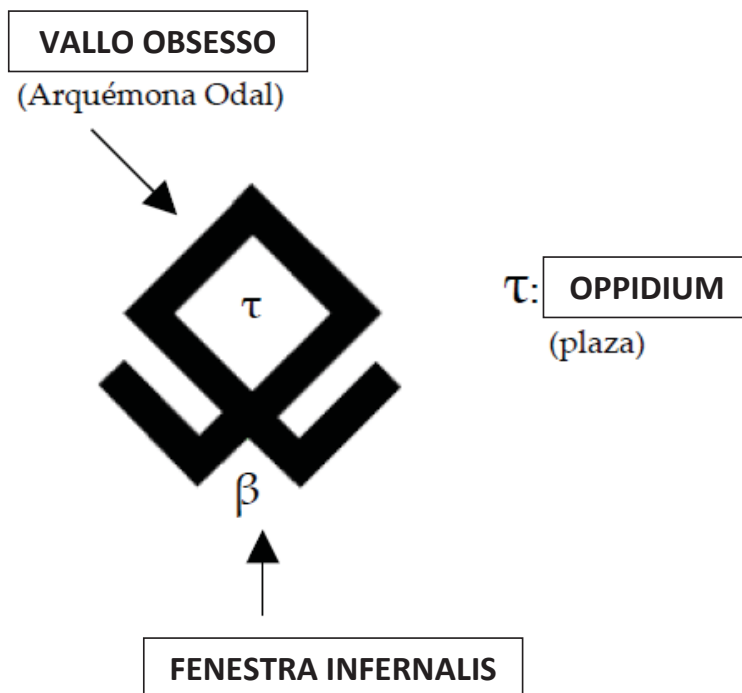 VALLO OBSESSO
(Arquémona Odal)
τ
τ: OPPIDIUM
(plaza)
β
FENESTRA INFERNALIS